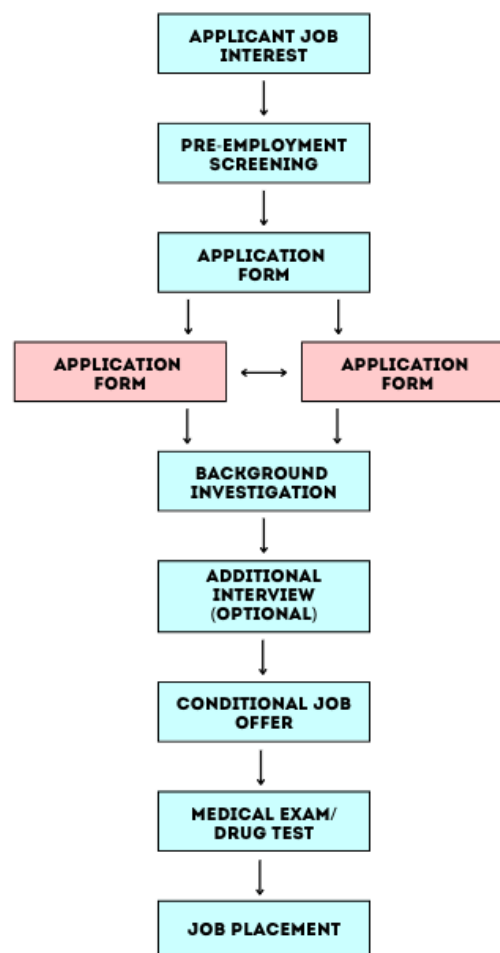 APPLICANT JOB
INTEREST
PRE-EMPLOYMENT
SCREENING
APPLICATION
FORM
APPLICATION
FORM
APPLICATION
FORM
BACKGROUND
INVESTIGATION
ADDITIONAL
INTERVIEW
(OPTIONAL)
CONDITIONAL JOB
OFFER
MEDICAL EXAM/
DRUG TEST
JOB PLACEMENT